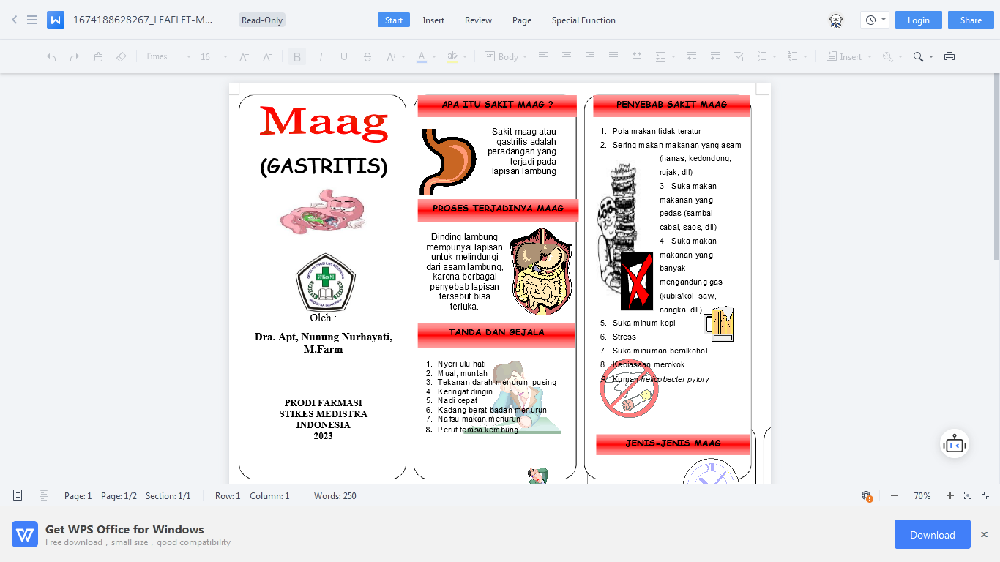 1674188628267_LEAFLET-M...
Read-Only
Start
Insert
Review
Page
Special Function
Login
Share
Times ...
16
Body
Insert
Maag
(GASTRITIS)
STIKes MI
MEDISTRA INDONESIA
Oleh :
Dra. Apt, Nunung Nurhayati,
M.Farm
PRODI FARMASI
STIKES MEDISTRA
INDONESIA
2023
APA ITU SAKIT MAAG ?
Sakit maag atau
gastritis adalah
peradangan yang
terjadi pada
lapisan lambung
PROSES TERJADINYA MAAG
Dinding lambung
mempunyai lapisan
untuk melindungi
dari asam lambung,
karena berbagai
penyebab lapisan
tersebut bisa
terluka.
TANDA DAN GEJALA
1. Nyeri ulu hati
2. Mual, muntah
3. Tekanan darah menurun, pusing
4. Keringat dingin
5. Nadi cepat
6. Kadang berat badan menurun
7. Nafsu makan menurun
8. Perut terasa kembung
PENYEBAB SAKIT MAAG
1. Pola makan tidak teratur
2. Sering makan makanan yang asam
(nanas, kedondong,
rujak, dll)
3. Suka makan
makanan yang
pedas (sambal,
cabai, saos, dll)
4. Suka makan
makanan yang
banyak
mengandung gas
(kubis/kol, sawi,
nangka, dll)
5. Suka minum kopi
6. Stress
7. Suka minuman beralkohol
8. Kebiasaan merokok
9. Kuman helicobacter pylory
JENIS-JENIS MAAG
XII
Page: 1
Page: 1/2
Section: 1/1
Row: 1
Column: 1
Words: 250
70%
Get WPS Office for Windows
Free download , small size , good compatibility
Download